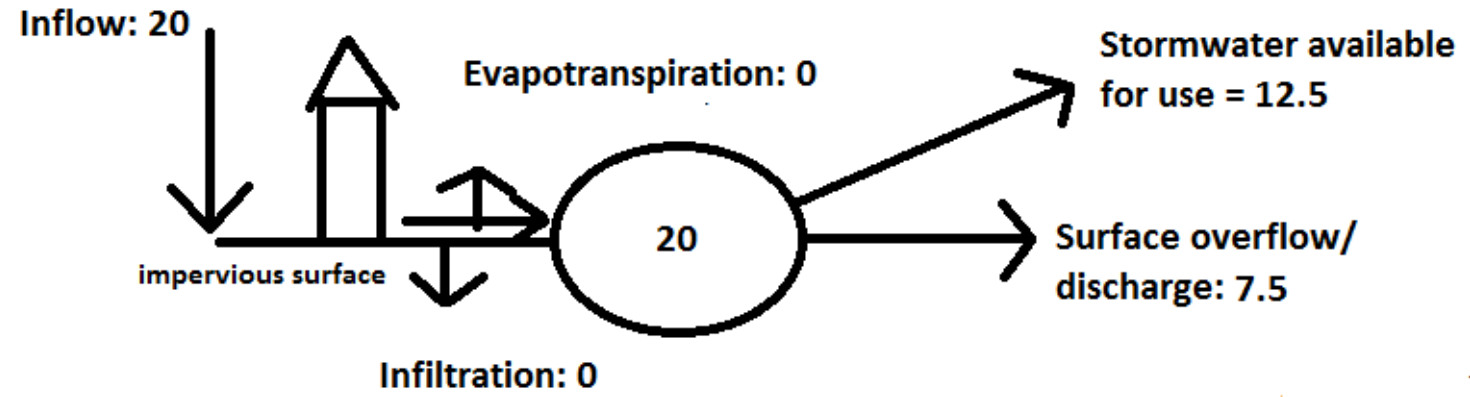 Inflow: 20
Evapotranspiration: 0
Stormwater available
for use = 12.5
20
Surface overflow/
discharge: 7.5
impervious surface
Infiltration: 0